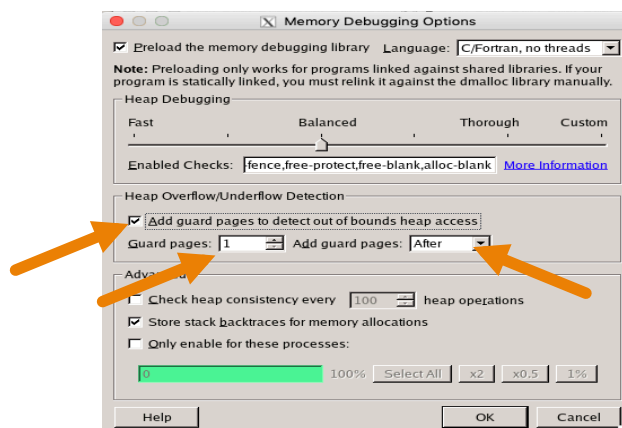 Memory Debugging Options
Preload the memory debugging library Language: C/Fortran, no threads
Note: Preloading only works for programs linked against shared libraries. If your
program is statically linked, you must relink it against the dmalloc library manually.
Heap Debugging
Fast Balanced Thorough Custom
Enabled Checks: -fence,free-protect,free-blank,alloc-blank More Information
Heap Overflow/Underflow Detection
Add guard pages to detect out of bounds heap access
Guard pages: 1 Add guard pages: After
Check heap consistency every 100 heap operations
Store stack backtraces for memory allocations
Only enable for these processes:
0 100% Select All x2 x0.5 1%
Help OK Cancel